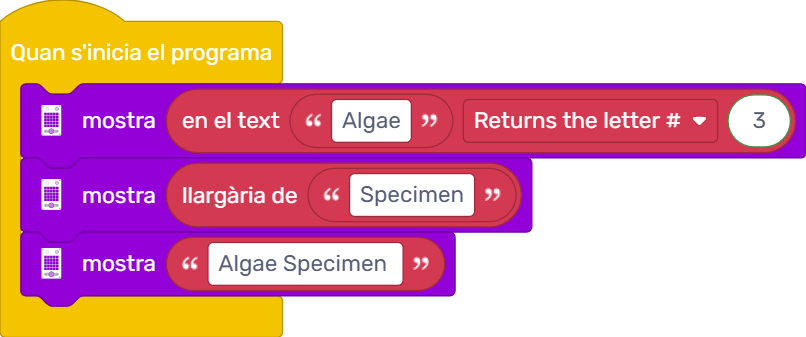 Quan s'inicia el programa
mostra en el text “ Algae ” Returns the letter # 3
mostra llargària de “ Specimen ”
mostra “ Algae Specimen ”